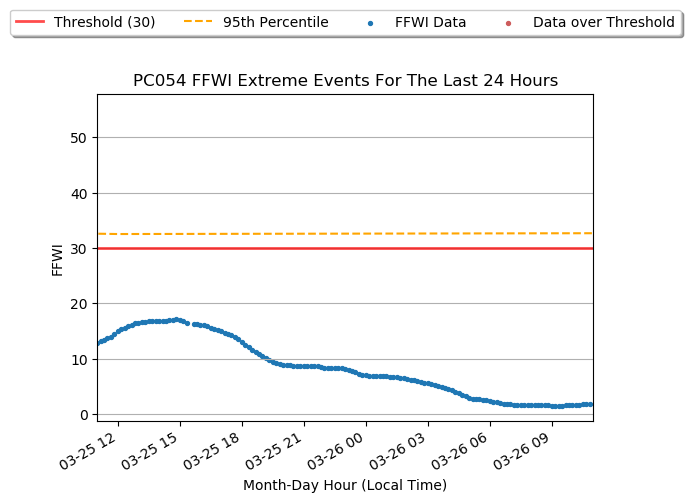 Threshold (30) 95th Percentile FFWI Data Data over Threshold
PC054 FFWI Extreme Events For The Last 24 Hours
50
40
30
20
10
0
FFWI
03-25 12 03-25 15 03-25 18 03-25 21 03-26 00 03-26 03 03-26 06 03-26 09
Month-Day Hour (Local Time)